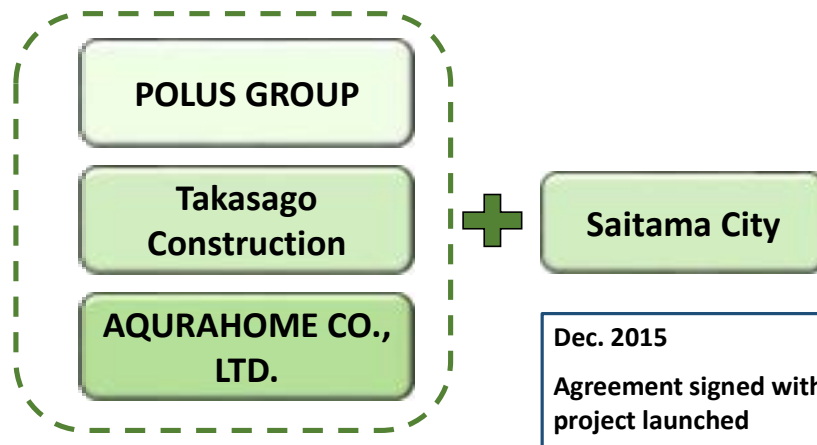 POLUS GROUP
Takasago
Construction
AQURAHOME CO.,
LTD.
Saitama City
Dec. 2015
Agreement signed with
project launched